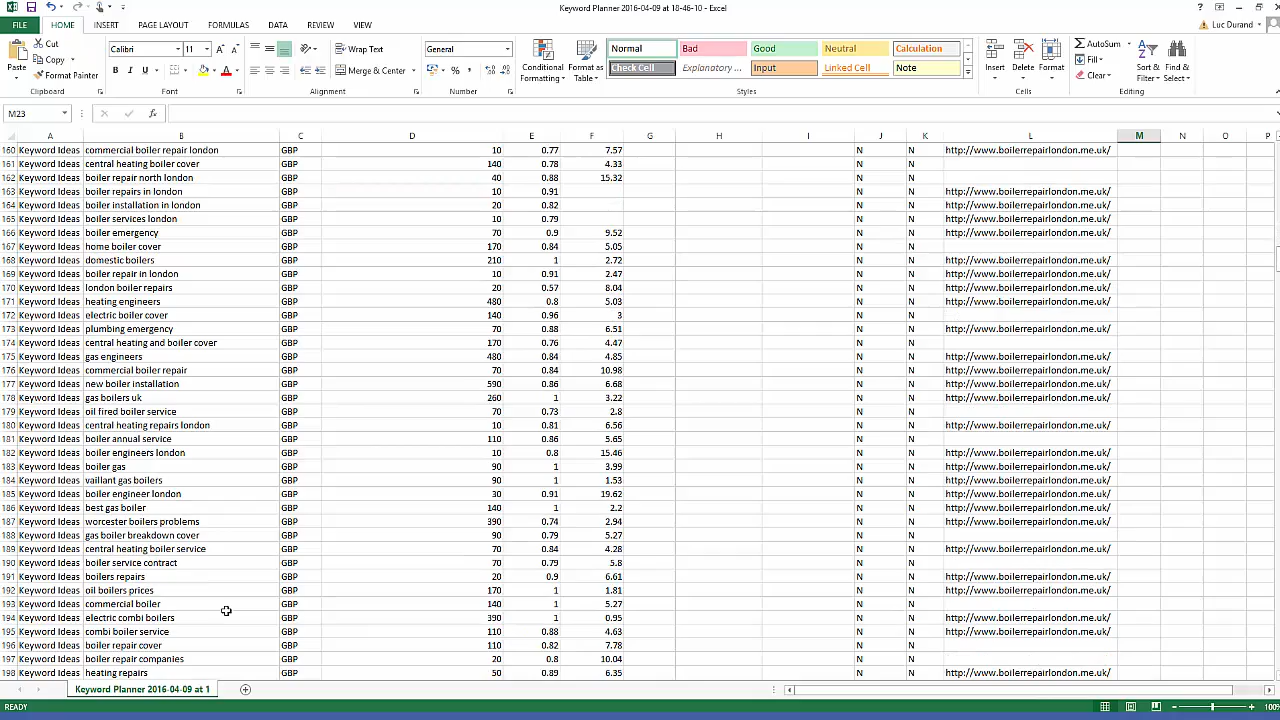 Keyword Planner 2016-04-09 at 18-46-10 - Excel
FILE HOME INSERT PAGE LAYOUT FORMULAS DATA REVIEW VIEW Luc Durand
Paste Cut Copy Format Painter Clipboard
Calibri 11 A A B I U A Font
Wrap Text Merge & Center Alignment
General % Number
Conditional Formatting Format as Table
Normal Bad Good Neutral Calculation
Check Cell Explanatory ... Input Linked Cell Note
Styles
Insert Delete Format Cells
AutoSum Fill Clear Sort & Filter Find & Select Editing
M23 fx
A B C D E F G H I J K L M N O P
160 Keyword Ideas commercial boiler repair london GBP 10 0.77 7.57 N N http://www.boilerrepairlondon.me.uk/
161 Keyword Ideas central heating boiler cover GBP 140 0.78 4.33 N N
162 Keyword Ideas boiler repair north london GBP 40 0.88 15.32 N N
163 Keyword Ideas boiler repairs in london GBP 10 0.91 N N http://www.boilerrepairlondon.me.uk/
164 Keyword Ideas boiler installation in london GBP 20 0.82 N N http://www.boilerrepairlondon.me.uk/
165 Keyword Ideas boiler services london GBP 10 0.79 N N http://www.boilerrepairlondon.me.uk/
166 Keyword Ideas boiler emergency GBP 70 0.9 9.52 N N http://www.boilerrepairlondon.me.uk/
167 Keyword Ideas home boiler cover GBP 170 0.84 5.05 N N
168 Keyword Ideas domestic boilers GBP 210 1 2.72 N N http://www.boilerrepairlondon.me.uk/
169 Keyword Ideas boiler repair in london GBP 10 0.91 2.47 N N http://www.boilerrepairlondon.me.uk/
170 Keyword Ideas london boiler repairs GBP 20 0.57 8.04 N N http://www.boilerrepairlondon.me.uk/
171 Keyword Ideas heating engineers GBP 480 0.8 5.03 N N http://www.boilerrepairlondon.me.uk/
172 Keyword Ideas electric boiler cover GBP 140 0.96 3 N N
173 Keyword Ideas plumbing emergency GBP 70 0.88 6.51 N N http://www.boilerrepairlondon.me.uk/
174 Keyword Ideas central heating and boiler cover GBP 170 0.76 4.47 N N
175 Keyword Ideas gas engineers GBP 480 0.84 4.85 N N http://www.boilerrepairlondon.me.uk/
176 Keyword Ideas commercial boiler repair GBP 70 0.84 10.98 N N http://www.boilerrepairlondon.me.uk/
177 Keyword Ideas new boiler installation GBP 590 0.86 6.68 N N http://www.boilerrepairlondon.me.uk/
178 Keyword Ideas gas boilers uk GBP 260 1 3.22 N N http://www.boilerrepairlondon.me.uk/
179 Keyword Ideas oil fired boiler service GBP 70 0.73 2.8 N N
180 Keyword Ideas central heating repairs london GBP 10 0.81 6.56 N N http://www.boilerrepairlondon.me.uk/
181 Keyword Ideas boiler annual service GBP 110 0.86 5.65 N N
182 Keyword Ideas boiler engineers london GBP 10 0.8 15.46 N N http://www.boilerrepairlondon.me.uk/
183 Keyword Ideas boiler gas GBP 90 1 3.99 N N http://www.boilerrepairlondon.me.uk/
184 Keyword Ideas vaillant gas boilers GBP 90 1 1.53 N N http://www.boilerrepairlondon.me.uk/
185 Keyword Ideas boiler engineer london GBP 30 0.91 19.62 N N http://www.boilerrepairlondon.me.uk/
186 Keyword Ideas best gas boiler GBP 140 1 2.2 N N http://www.boilerrepairlondon.me.uk/
187 Keyword Ideas worcester boilers problems GBP 390 0.74 2.94 N N http://www.boilerrepairlondon.me.uk/
188 Keyword Ideas gas boiler breakdown cover GBP 90 0.79 5.27 N N
189 Keyword Ideas central heating boiler service GBP 70 0.84 4.28 N N http://www.boilerrepairlondon.me.uk/
190 Keyword Ideas boiler service contract GBP 70 0.79 5.8 N N
191 Keyword Ideas boilers repairs GBP 20 0.9 6.61 N N http://www.boilerrepairlondon.me.uk/
192 Keyword Ideas oil boilers prices GBP 170 1 1.81 N N http://www.boilerrepairlondon.me.uk/
193 Keyword Ideas commercial boiler GBP 140 1 5.27 N N
194 Keyword Ideas electric combi boilers GBP 390 1 0.95 N N http://www.boilerrepairlondon.me.uk/
195 Keyword Ideas combi boiler service GBP 110 0.88 4.63 N N http://www.boilerrepairlondon.me.uk/
196 Keyword Ideas boiler repair cover GBP 110 0.82 7.78 N N
197 Keyword Ideas boiler repair companies GBP 20 0.8 10.04 N N
198 Keyword Ideas heating repairs GBP 50 0.89 6.35 N N http://www.boilerrepairlondon.me.uk/
Keyword Planner 2016-04-09 at 1
READY 100%